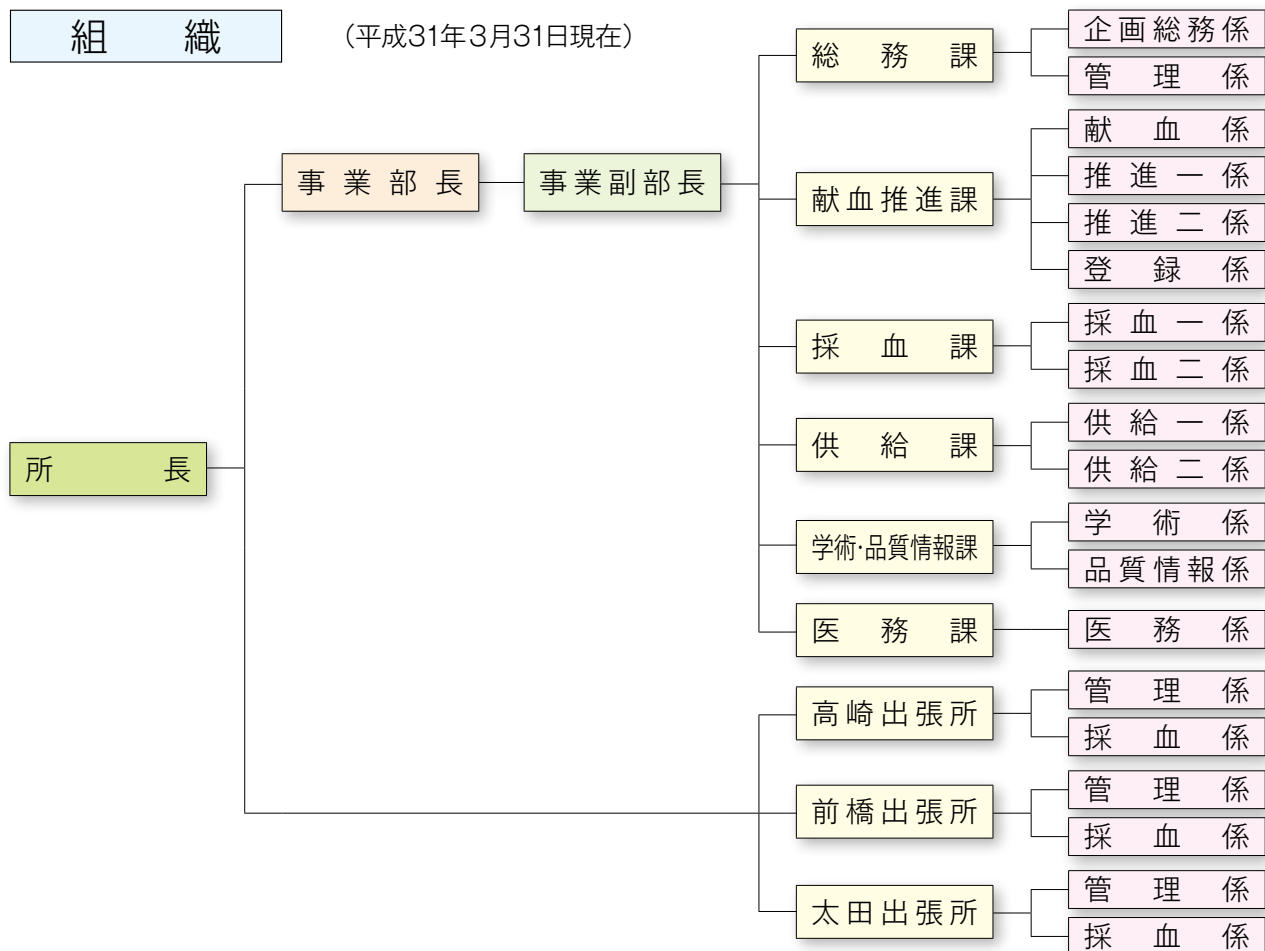 組織
(平成31年3月31日現在)
所長
事業部長
事業副部長
総務課
企画総務係
管理係
献血推進課
献血係
推進一係
推進二係
登録係
採血課
採血一係
採血二係
供給課
供給一係
供給二係
学術・品質情報課
学術係
品質情報係
医務課
医務係
高崎出張所
管理係
採血係
前橋出張所
管理係
採血係
太田出張所
管理係
採血係